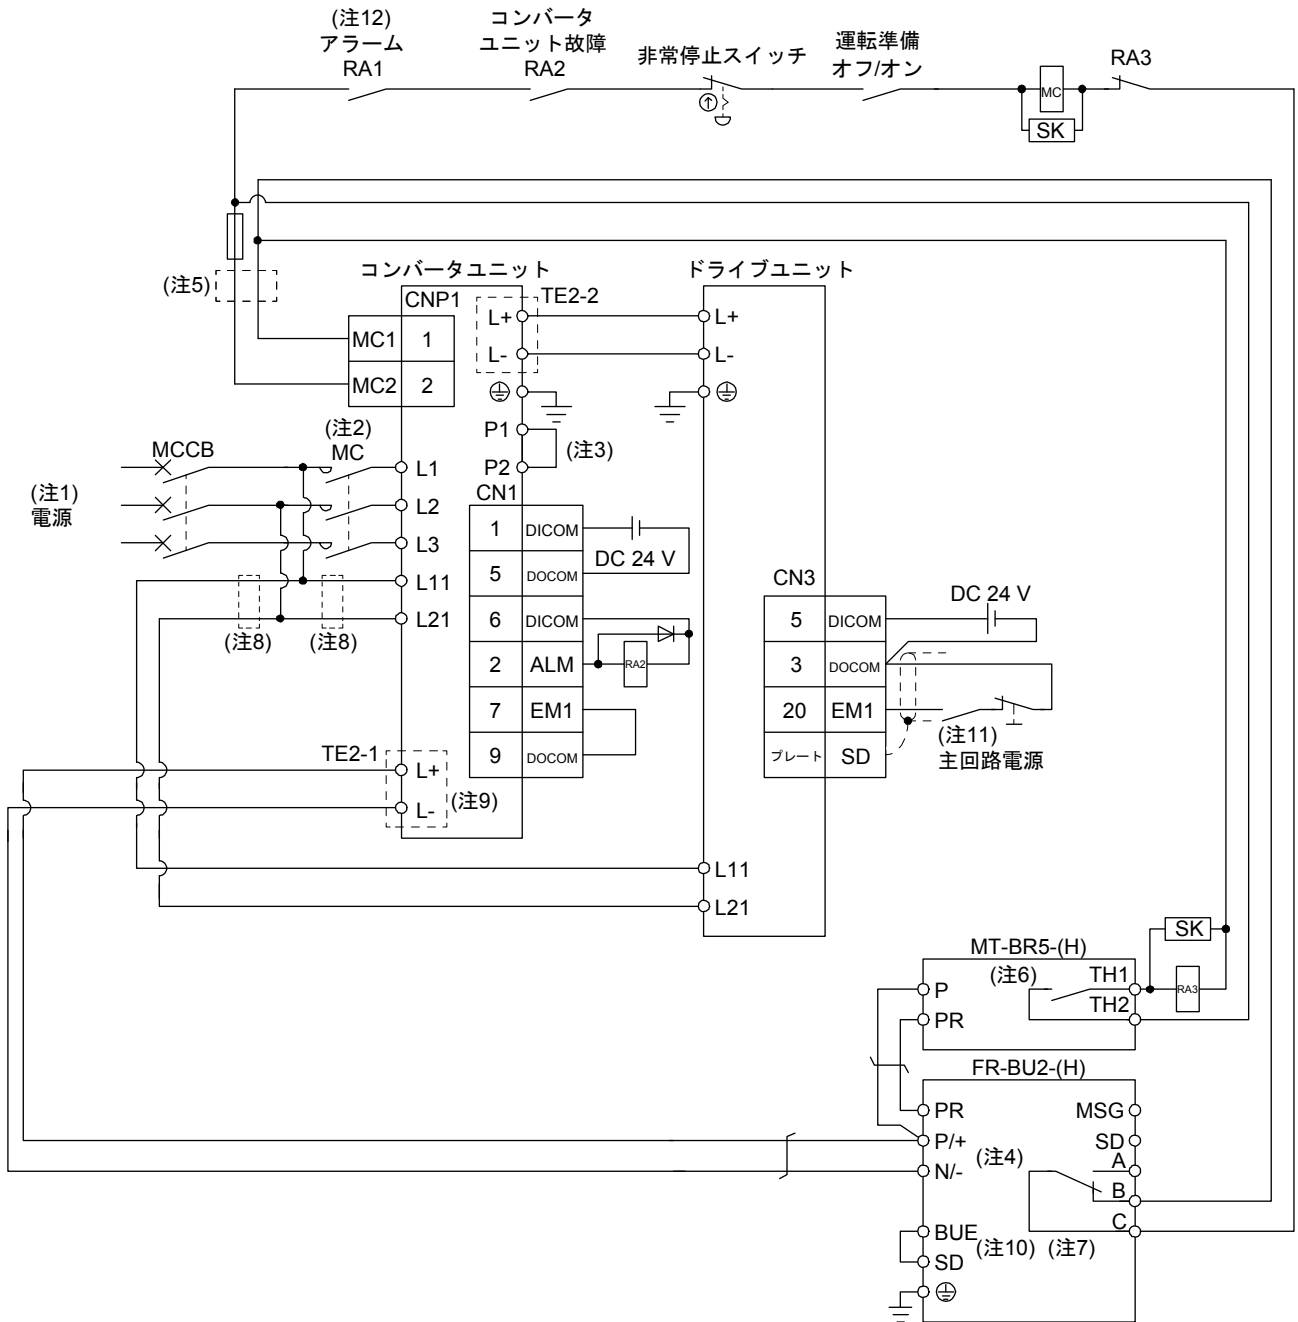 (注12)
アラーム
RA1
コンバータ
ユニット故障
RA2
非常停止スイッチ
運転準備
オフ/オン
MC
SK
RA3
(注5)
コンバータユニット
ドライブユニット
CNP1
MC1 1
MC2 2
TE2-2
L+
L-
L+
L-
P1
P2
(注3)
(注1)
電源
MCCB
(注2)
MC
L1
L2
L3
L11
L21
(注8)
(注8)
CN1
1 DICOM
5 DOCOM
6 DICOM
2 ALM
7 EM1
9 DOCOM
DC 24 V
RA2
TE2-1
L+
L-
(注9)
CN3
5 DICOM
3 DOCOM
20 EM1
プレート SD
DC 24 V
(注11)
主回路電源
L11
L21
SK
MT-BR5-(H)
P
PR
(注6)
TH1
TH2
RA3
FR-BU2-(H)
PR
P/+
N/-
BUE
SD
MSG
SD
A
B
C
(注4)
(注10)
(注7)